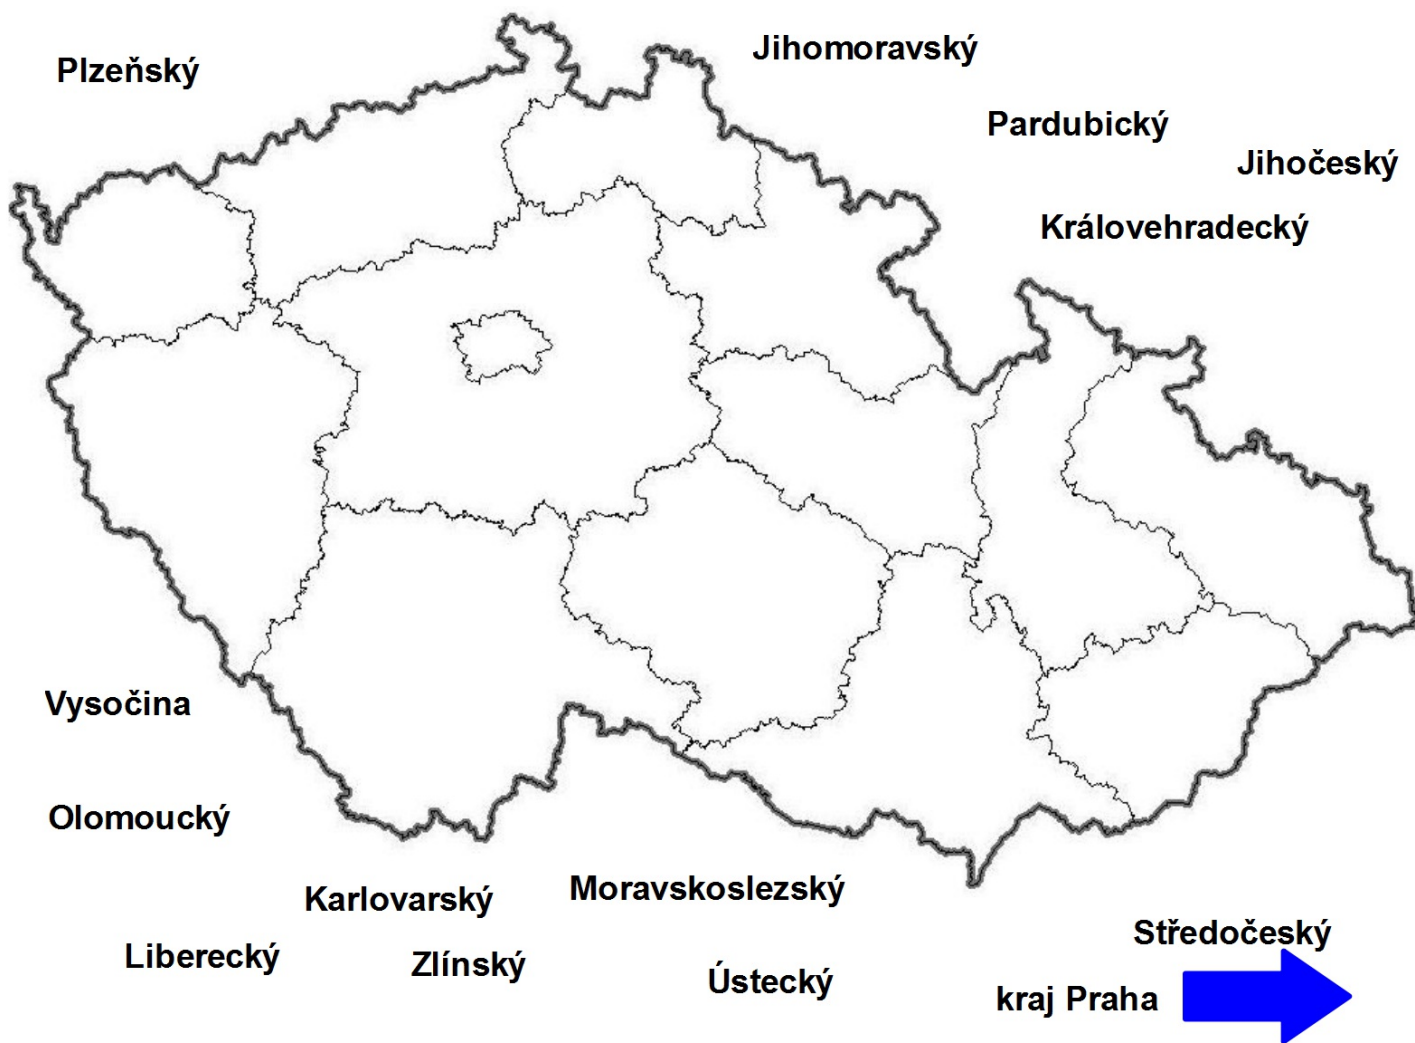 Jihomoravský
Plzeňský
Pardubický
Jihočeský
Královehradecký
Vysočina
Olomoucký
Moravskoslezský
Karlovarský
Středočeský
Liberecký
Zlínský
Ústecký
kraj Praha